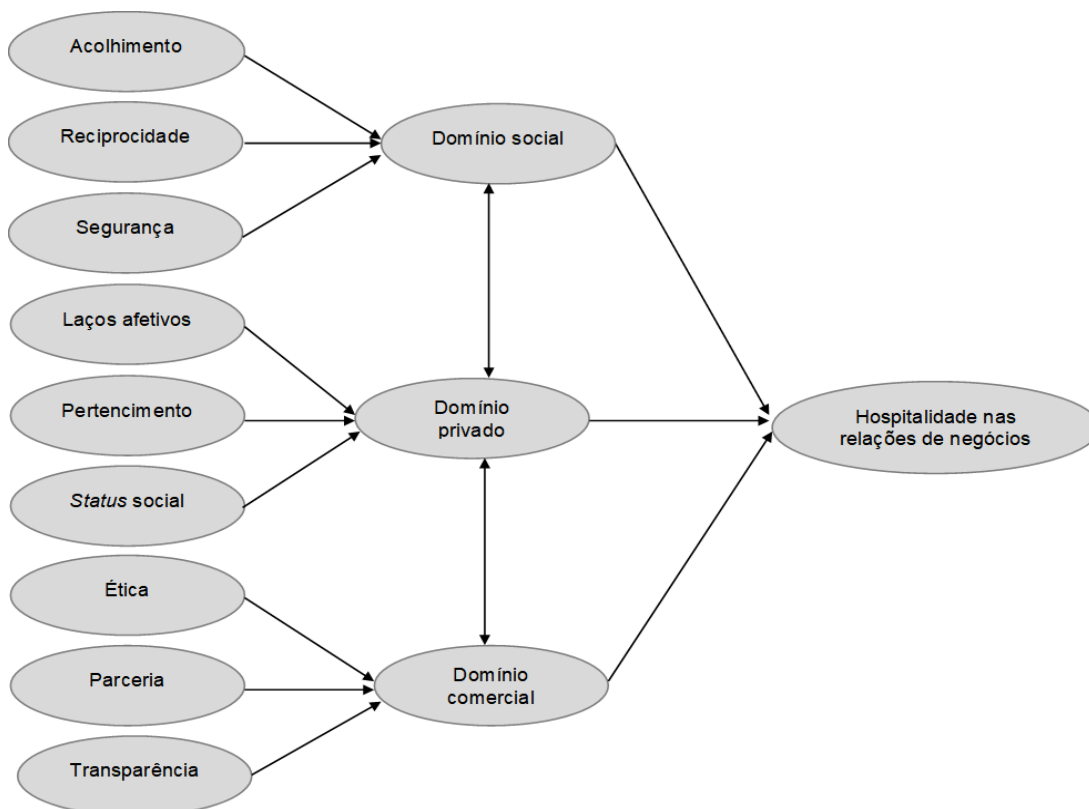 Acolhimento
Reciprocidade
Segurança
Laços afetivos
Pertencimento
Status social
Ética
Parceria
Transparência
Domínio social
Domínio
privado
Domínio
comercial
Hospitalidade nas
relações de negócios